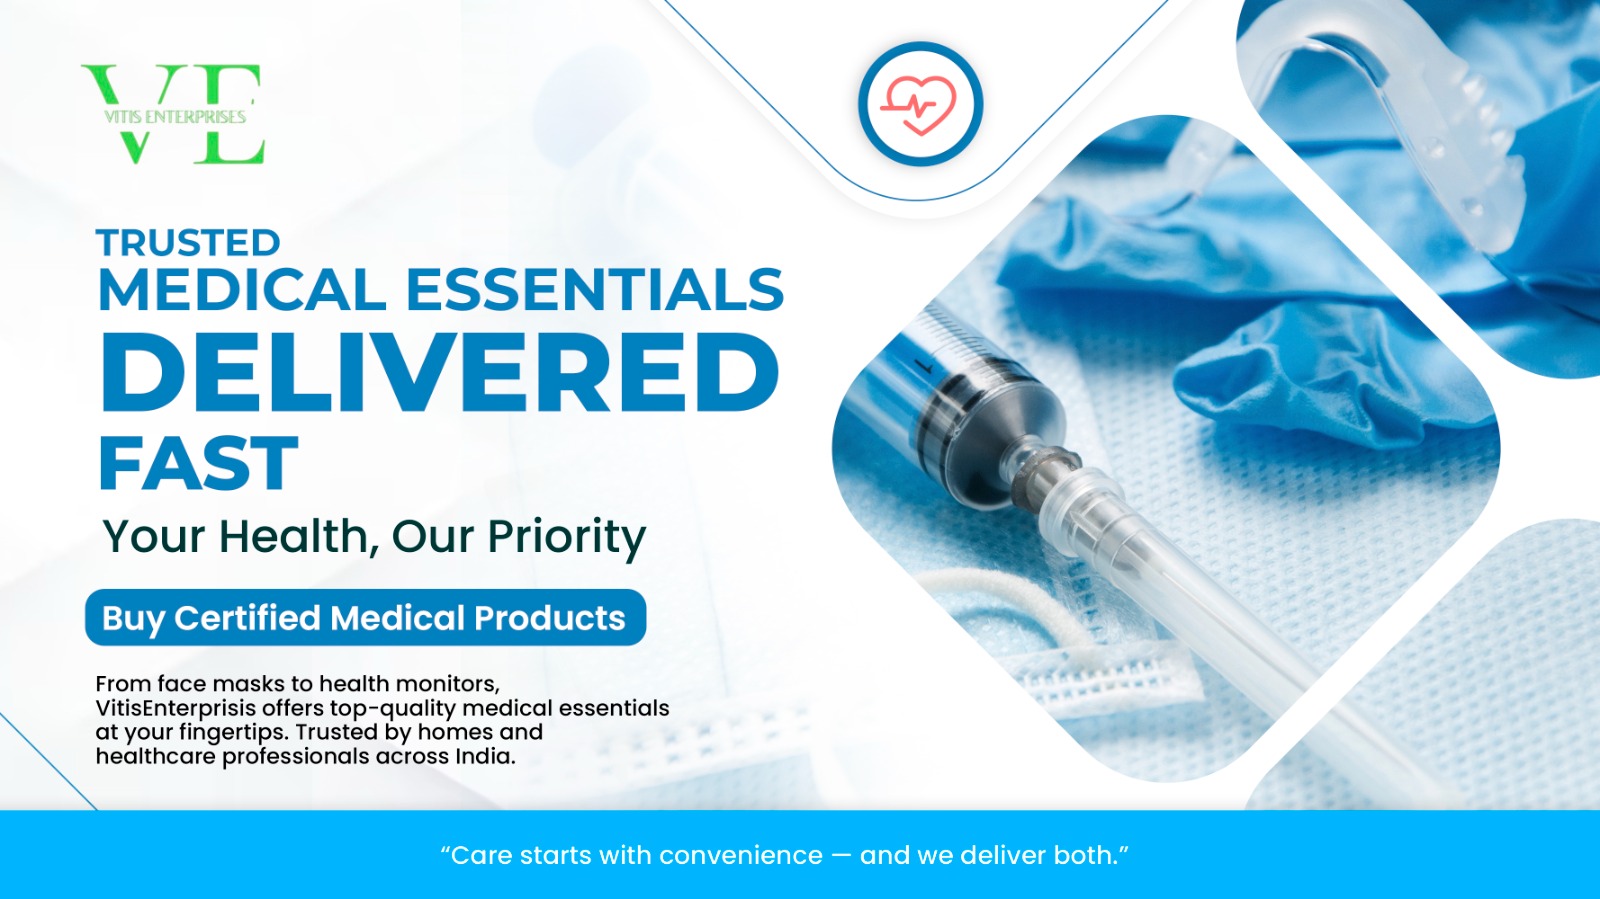 VE
VITIS ENTERPRISES
TRUSTED
MEDICAL ESSENTIALS
DELIVERED
FAST
Your Health, Our Priority
Buy Certified Medical Products
From face masks to health monitors,
VitisEnterprisis offers top-quality medical essentials
at your fingertips. Trusted by homes and
healthcare professionals across India.
1
“Care starts with convenience — and we deliver both.”